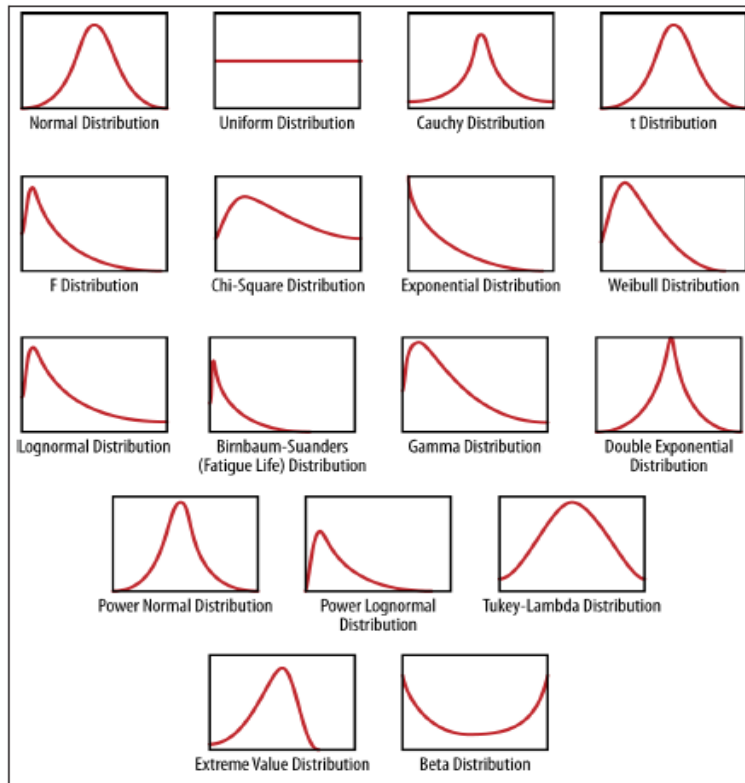 Normal Distribution
Uniform Distribution
Cauchy Distribution
t Distribution
F Distribution
Chi-Square Distribution
Exponential Distribution
Weibull Distribution
Lognormal Distribution
Birnbaum-Suanders
(Fatigue Life) Distribution
Gamma Distribution
Double Exponential
Distribution
Power Normal Distribution
Power Lognormal
Distribution
Tukey-Lambda Distribution
Extreme Value Distribution
Beta Distribution